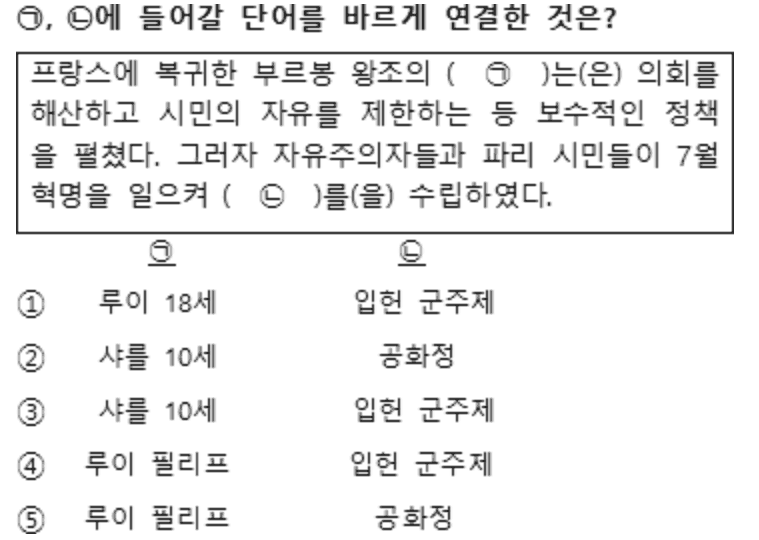 ㉠, ㉡에 들어갈 단어를 바르게 연결한 것은?
프랑스에 복귀한 부르봉 왕조의 ( ㉠ )는(은) 의회를
해산하고 시민의 자유를 제한하는 등 보수적인 정책
을 펼쳤다. 그러자 자유주의자들과 파리 시민들이 7월
혁명을 일으켜 ( ㉡ )를(을) 수립하였다.
㉠ ㉡
① 루이 18세 입헌 군주제
② 샤를 10세 공화정
③ 샤를 10세 입헌 군주제
④ 루이 필리프 입헌 군주제
⑤ 루이 필리프 공화정